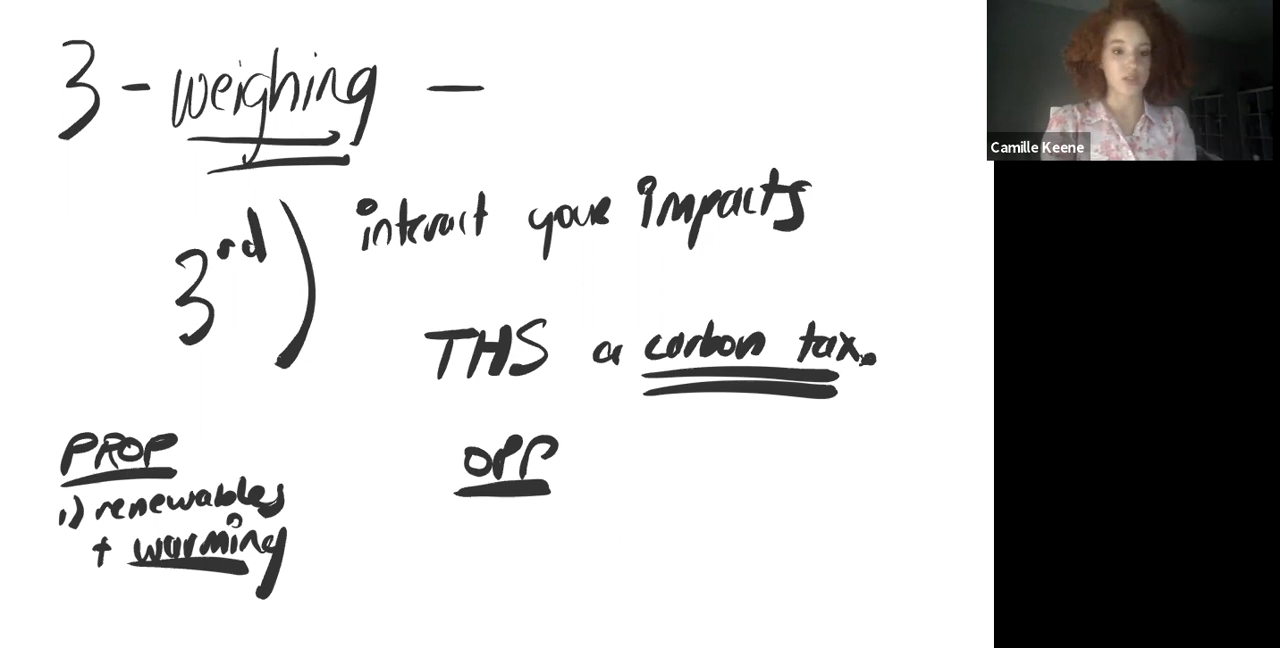 3 - weighing -
Camille Keene
3rd) interact your impacts
THS a carbon tax.
PROP
OPP
1) renewables
+ warming